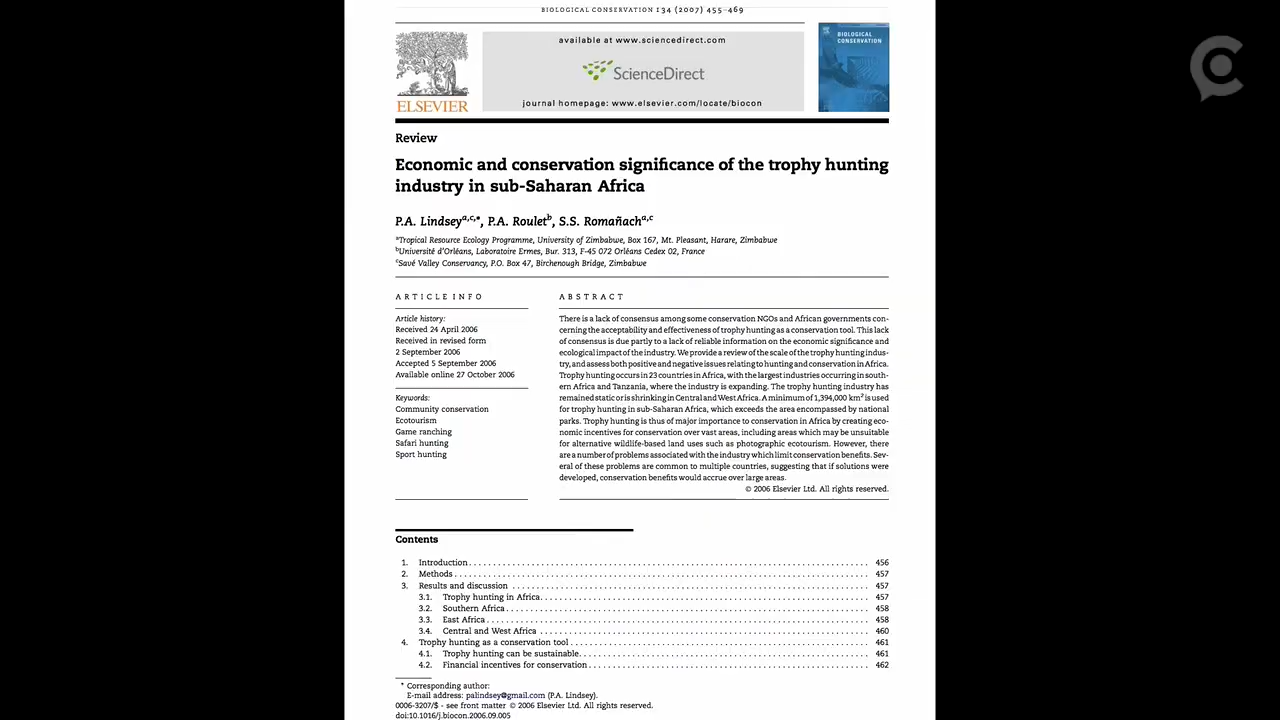 BIOLOGICAL CONSERVATION 134 (2007) 455–469
ELSEVIER
available at www.sciencedirect.com
ScienceDirect
journal homepage: www.elsevier.com/locate/biocon
BIOLOGICAL
CONSERVATION
Review
Economic and conservation significance of the trophy hunting
industry in sub-Saharan Africa
P.A. Lindseya,c,*, P.A. Rouletb, S.S. Romañacha,c
aTropical Resource Ecology Programme, University of Zimbabwe, Box 167, Mt. Pleasant, Harare, Zimbabwe
bUniversité d'Orléans, Laboratoire Ermes, Bur. 313, F-45 072 Orléans Cedex 02, France
cSavé Valley Conservancy, P.O. Box 47, Birchenough Bridge, Zimbabwe
ARTICLE INFO
Article history:
Received 24 April 2006
Received in revised form
2 September 2006
Accepted 5 September 2006
Available online 27 October 2006
Keywords:
Community conservation
Ecotourism
Game ranching
Safari hunting
Sport hunting
ABSTRACT
There is a lack of consensus among some conservation NGOs and African governments con-
cerning the acceptability and effectiveness of trophy hunting as a conservation tool. This lack
of consensus is due partly to a lack of reliable information on the economic significance and
ecological impact of the industry. We provide a review of the scale of the trophy hunting indus-
try, and assess both positive and negative issues relating to hunting and conservation in Africa.
Trophy hunting occurs in 23 countries in Africa, with the largest industries occurring in south-
ern Africa and Tanzania, where the industry is expanding. The trophy hunting industry has
remained static or is shrinking in Central and West Africa. A minimum of 1,394,000 km² is used
for trophy hunting in sub-Saharan Africa, which exceeds the area encompassed by national
parks. Trophy hunting is thus of major importance to conservation in Africa by creating eco-
nomic incentives for conservation over vast areas, including areas which may be unsuitable
for alternative wildlife-based land uses such as photographic ecotourism. However, there
are a number of problems associated with the industry which limit conservation benefits. Sev-
eral of these problems are common to multiple countries, suggesting that if solutions were
developed, conservation benefits would accrue over large areas.
© 2006 Elsevier Ltd. All rights reserved.
Contents
1. Introduction . . . 456
2. Methods . . . 457
3. Results and discussion . . . 457
3.1. Trophy hunting in Africa . . . 457
3.2. Southern Africa . . . 458
3.3. East Africa . . . 458
3.4. Central and West Africa . . . 460
4. Trophy hunting as a conservation tool . . . 461
4.1. Trophy hunting can be sustainable . . . 461
4.2. Financial incentives for conservation . . . 462
* Corresponding author:
E-mail address: palindsey@gmail.com (P.A. Lindsey).
0006-3207/$ - see front matter © 2006 Elsevier Ltd. All rights reserved.
doi:10.1016/j.biocon.2006.09.005